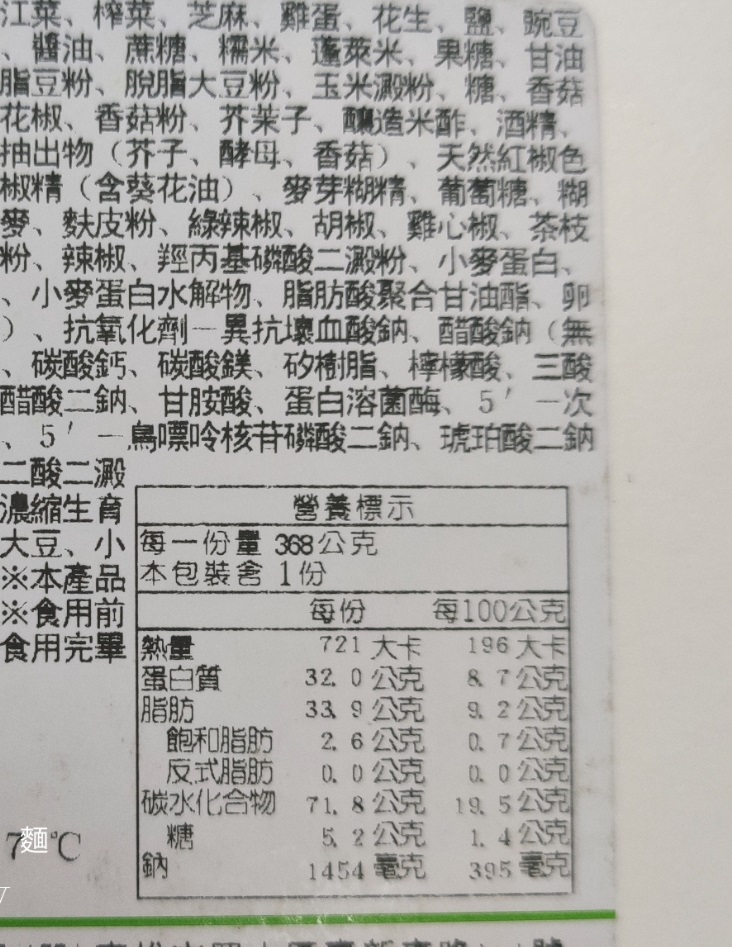 江菜、榨菜、芝麻、雞蛋、花生、鹽、豌豆
、醬油、蔗糖、糯米、蓬萊米、果糖、甘油
脂豆粉、脫脂大豆粉、玉米澱粉、糖、香菇
花椒、香菇粉、芥茉子、釀造米酢、酒精、
抽出物（芥子、酵母、香菇）、天然紅椒色
椒精（含葵花油）、麥芽糊精、葡萄糖、糊
麥、麩皮粉、綠辣椒、胡椒、雞心椒、茶枝
粉、辣椒、羥丙基磷酸二澱粉、小麥蛋白、
、小麥蛋白水解物、脂肪酸聚合甘油酯、卵
）、抗氧化劑－異抗壞血酸鈉、醋酸鈉（無
、碳酸鈣、碳酸鎂、矽樹脂、檸檬酸、三酸
醋酸二鈉、甘胺酸、蛋白溶菌酶、5′－次
、5′－鳥嘌呤核苷磷酸二鈉、琥珀酸二鈉
二酸二澱
濃縮生育
大豆、小
※本產品
※食用前
食用完畢
營養標示
每一份量 368公克
本包裝含 1份
每份 每100公克
熱量 721 大卡 196 大卡
蛋白質 32.0 公克 8.7 公克
脂肪 33.9 公克 9.2 公克
飽和脂肪 2.6 公克 0.7 公克
反式脂肪 0.0 公克 0.0 公克
碳水化合物 71.8 公克 19.5 公克
糖 5.2 公克 1.4 公克
鈉 1454 毫克 395 毫克
7℃
麵